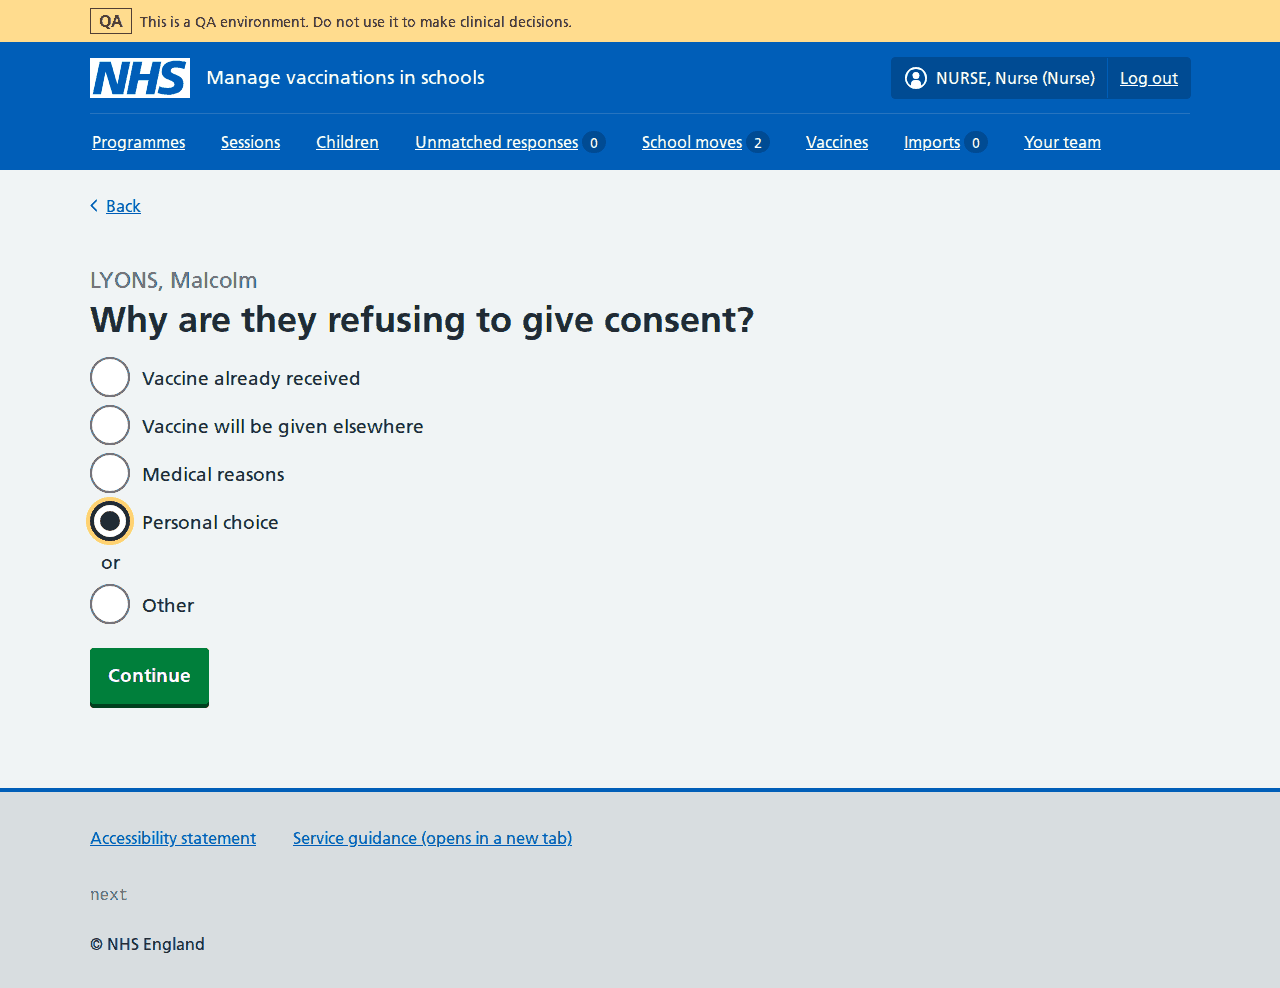 QA This is a QA environment. Do not use it to make clinical decisions.
NHS Manage vaccinations in schools NURSE, Nurse (Nurse) Log out
Programmes Sessions Children Unmatched responses 0 School moves 2 Vaccines Imports 0 Your team
Back
LYONS, Malcolm
Why are they refusing to give consent?
Vaccine already received
Vaccine will be given elsewhere
Medical reasons
Personal choice
or
Other
Continue
Accessibility statement Service guidance (opens in a new tab)
next
© NHS England